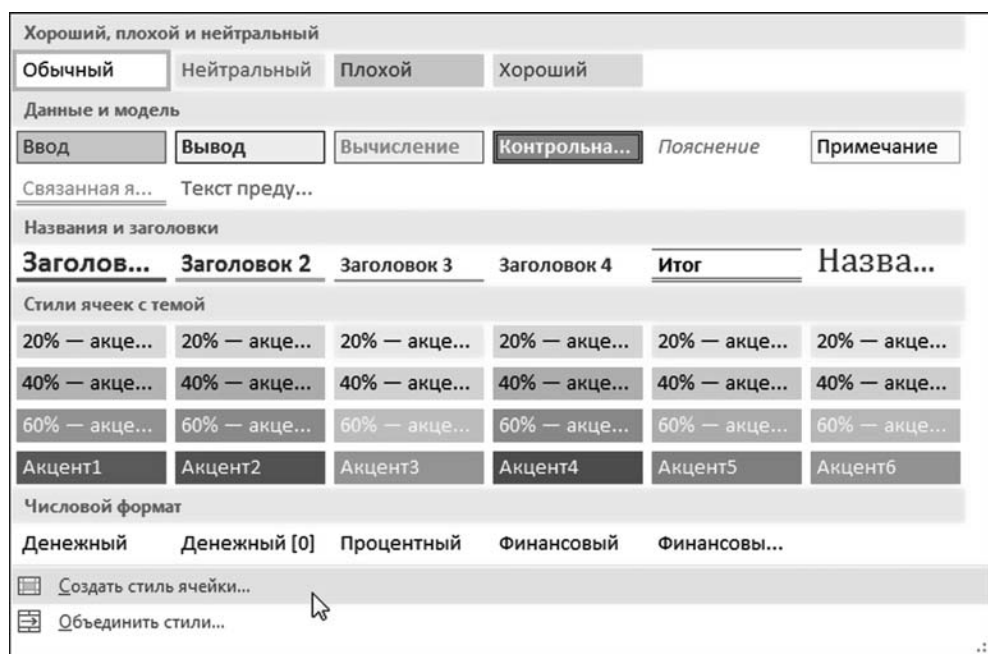 Хороший, плохой и нейтральный
Обычный Нейтральный Плохой Хороший
Данные и модель
Ввод Вывод Вычисление Контрольна... Пояснение Примечание
Связанная я... Текст преду...
Названия и заголовки
Заголов... Заголовок 2 Заголовок 3 Заголовок 4 Итог Назва...
Стили ячеек с темой
20% — акце... 20% — акце... 20% — акце... 20% — акце... 20% — акце... 20% — акце...
40% — акце... 40% — акце... 40% — акце... 40% — акце... 40% — акце... 40% — акце...
60% — акце... 60% — акце... 60% — акце... 60% — акце... 60% — акце... 60% — акце...
Акцент1 Акцент2 Акцент3 Акцент4 Акцент5 Акцент6
Числовой формат
Денежный Денежный [0] Процентный Финансовый Финансовы...
Создать стиль ячейки...
Объединить стили...